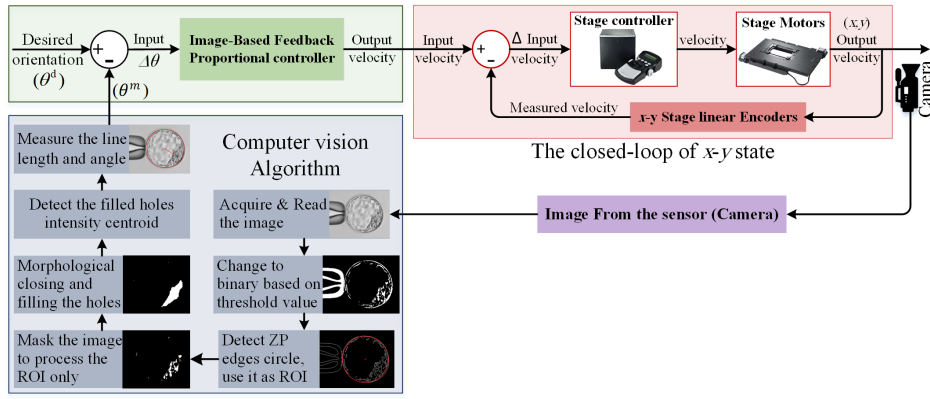 Desired
orientation
(θᵈ)
-
Input
Δθ
Image-Based Feedback
Proportional controller
Output
velocity
(θᵐ)
Input
velocity
-
Δ Input
velocity
Stage controller
velocity
Stage Motors
(x,y)
Output
velocity
Camera
Measured velocity
x-y Stage linear Encoders
The closed-loop of x-y state
Image From the sensor (Camera)
Computer vision
Algorithm
Acquire & Read
the image
Change to
binary based on
threshold value
Detect ZP
edges circle,
use it as ROI
Mask the image
to process the
ROI only
Morphological
closing and
filling the holes
Detect the filled holes
intensity centroid
Measure the line
length and angle